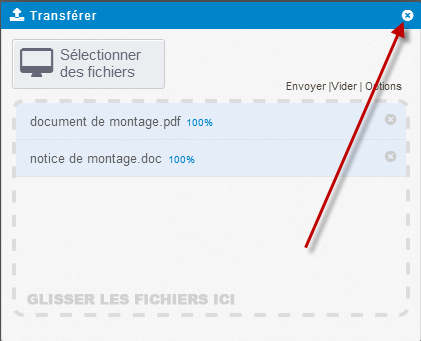 Transférer
Sélectionner
des fichiers
Envoyer |Vider | Options
document de montage.pdf 100%
notice de montage.doc 100%
GLISSER LES FICHIERS ICI